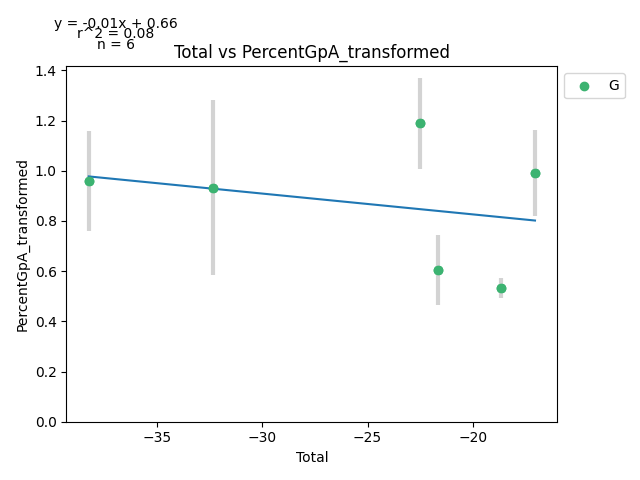 y = -0.01x + 0.66
r^2 = 0.08
n = 6
Total vs PercentGpA_transformed
G
PercentGpA_transformed
1.4
1.2
1.0
0.8
0.6
0.4
0.2
0.0
−35
−30
−25
−20
Total